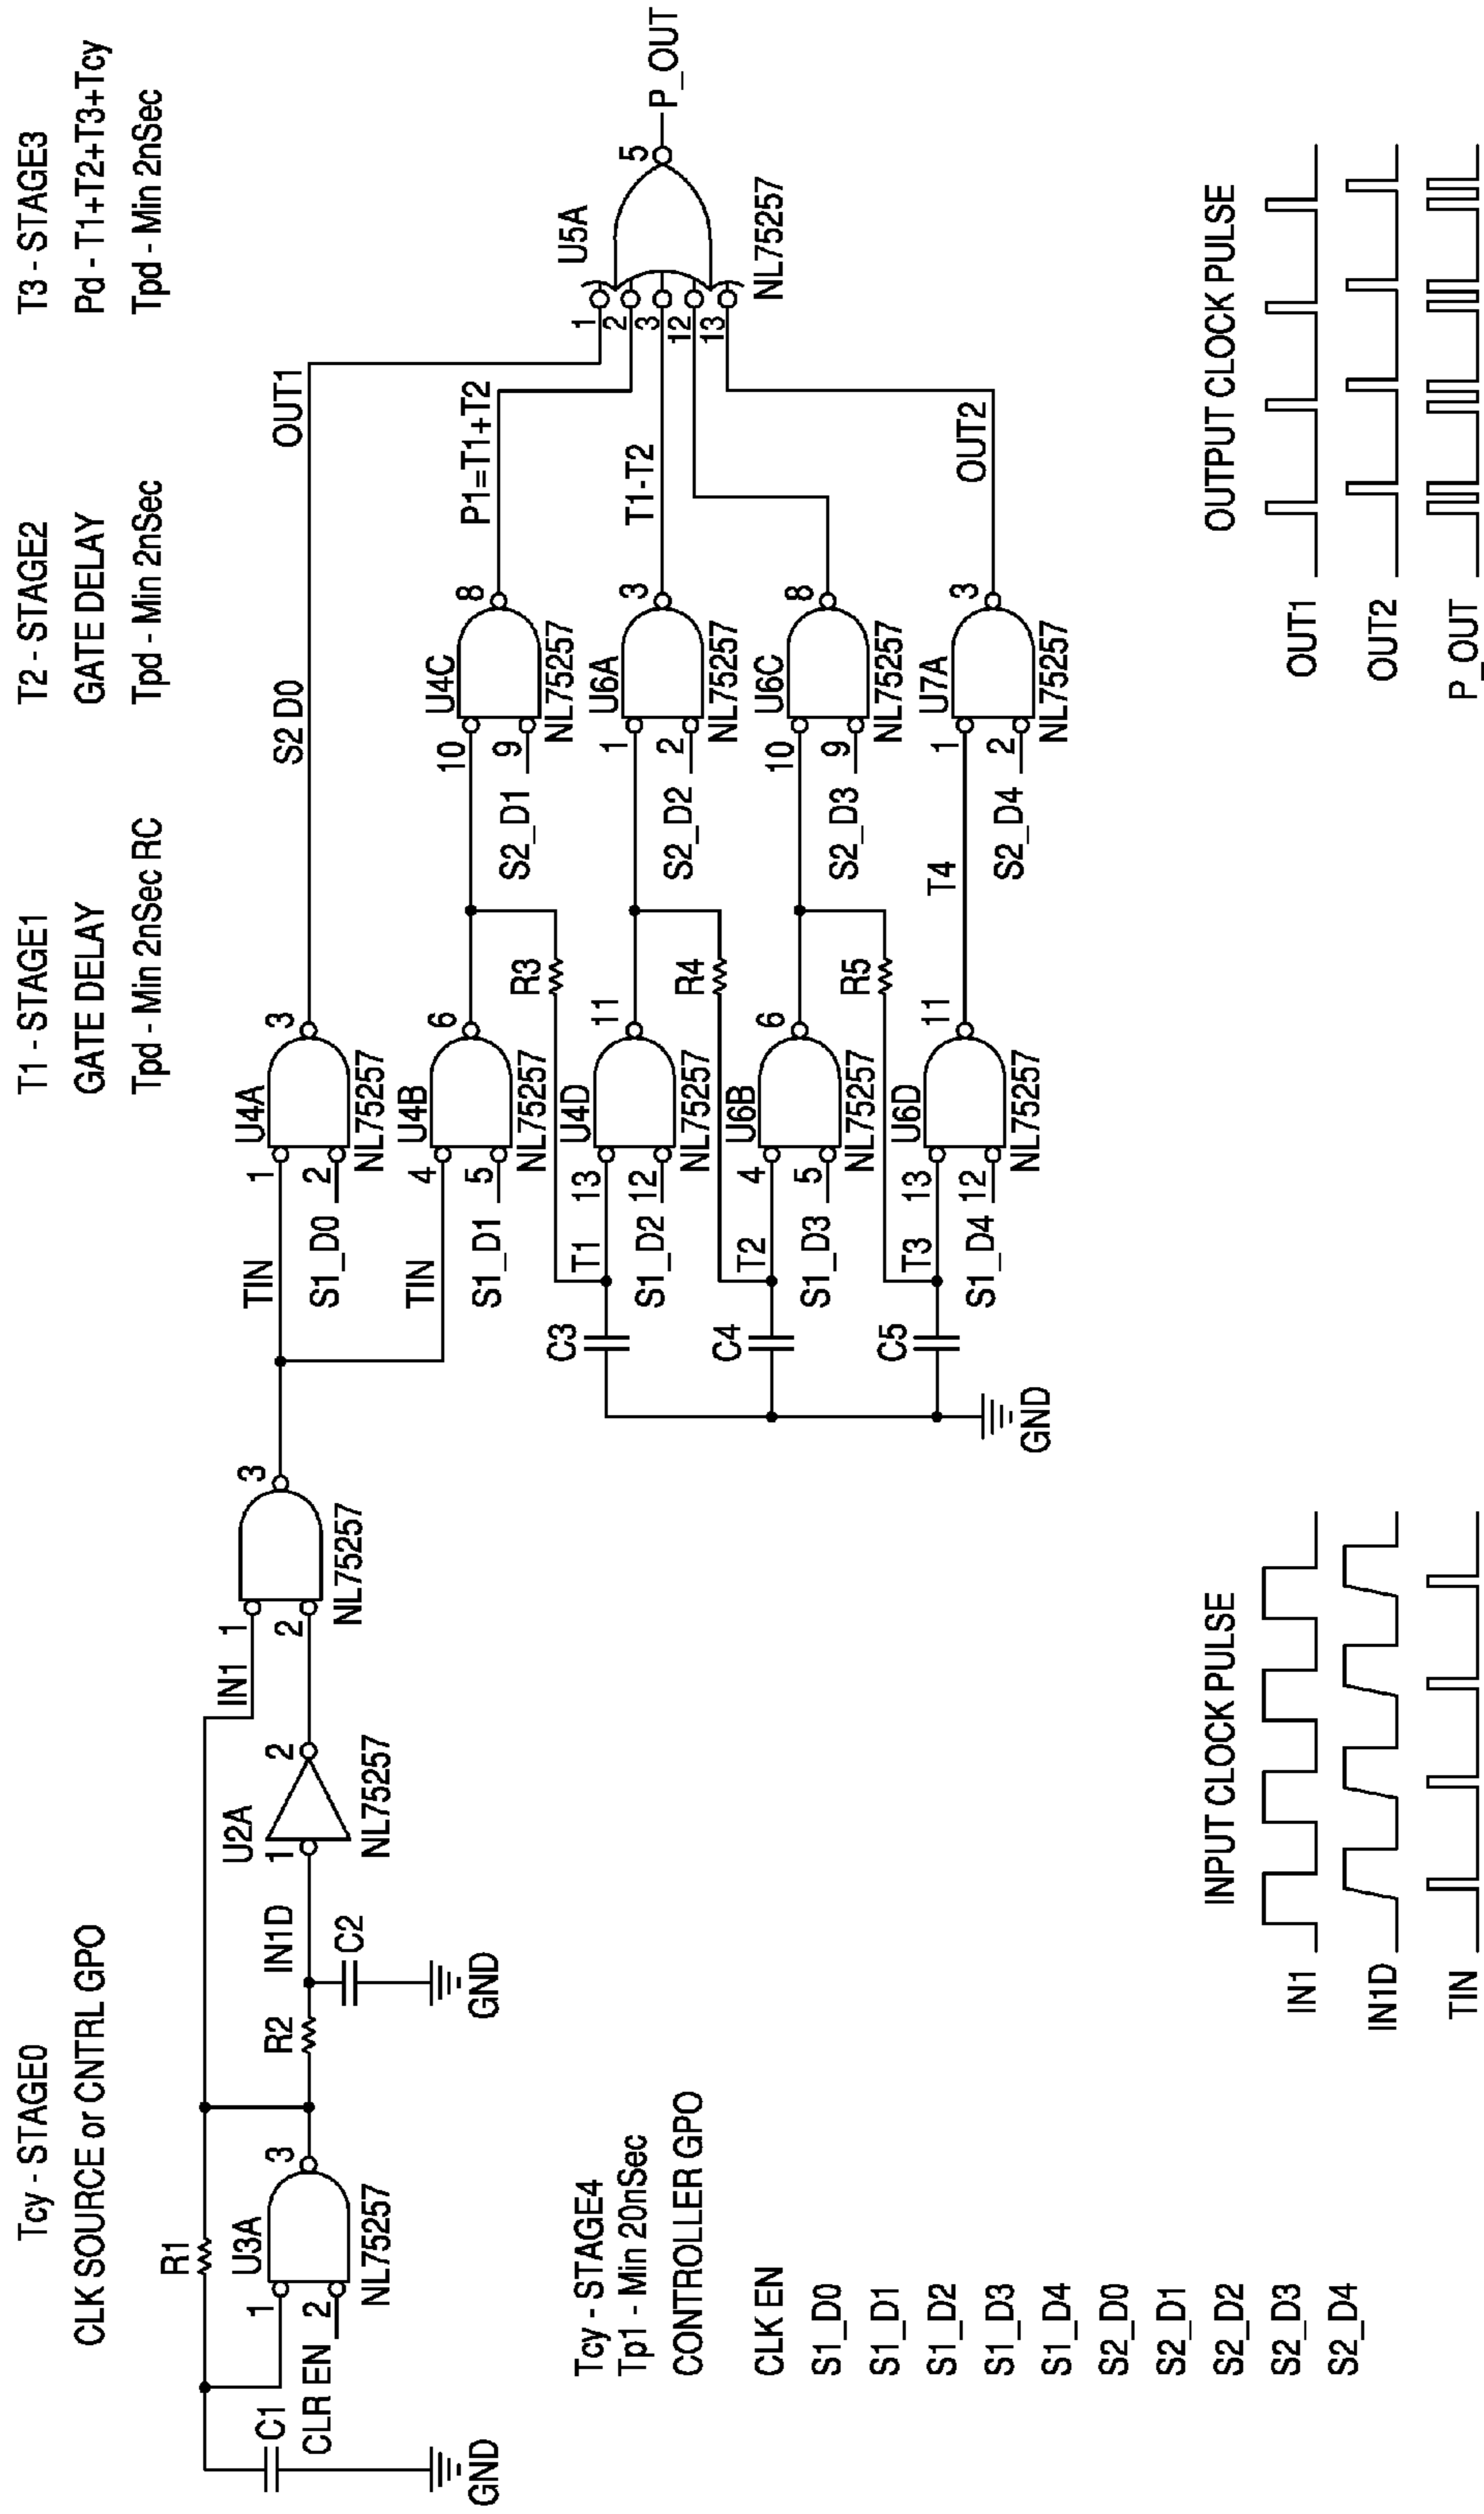 Tcy - STAGE0
CLK SOURCE or CNTRL GPO
T1 - STAGE1
GATE DELAY
Tpd - Min 2nSec RC
T2 - STAGE2
GATE DELAY
Tpd - Min 2nSec
T3 - STAGE3
Pd - T1+T2+T3+Tcy
Tpd - Min 2nSec
C1
GND
CLR EN
R1
1
2
U3A
3
NL75257
R2
IN1D
C2
GND
1
U2A
2
NL75257
IN1
1
2
3
NL75257
TIN
1
S1_D0
2
U4A
3
NL75257
S2 D0
OUT1
TIN
4
S1_D1
5
U4B
6
NL75257
R3
10
S2_D1
9
U4C
8
NL75257
P1=T1+T2
C3
T1
13
S1_D2
12
U4D
11
NL75257
R4
1
S2_D2
2
U6A
3
NL75257
T1-T2
C4
T2
4
S1_D3
5
U6B
6
NL75257
R5
10
S2_D3
9
U6C
8
NL75257
C5
T3
13
S1_D4
12
U6D
11
NL75257
GND
T4
1
S2_D4
2
U7A
3
NL75257
OUT2
1
2
3
12
13
U5A
5
NL75257
P_OUT
Tcy - STAGE4
Tp1 - Min 20nSec
CONTROLLER GPO
CLK EN
S1_D0
S1_D1
S1_D2
S1_D3
S1_D4
S2_D0
S2_D1
S2_D2
S2_D3
S2_D4
INPUT CLOCK PULSE
IN1
IN1D
TIN
OUTPUT CLOCK PULSE
OUT1
OUT2
P_OUT